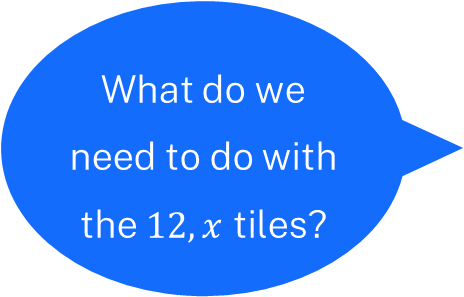 What do we
need to do with
the 12, x tiles?